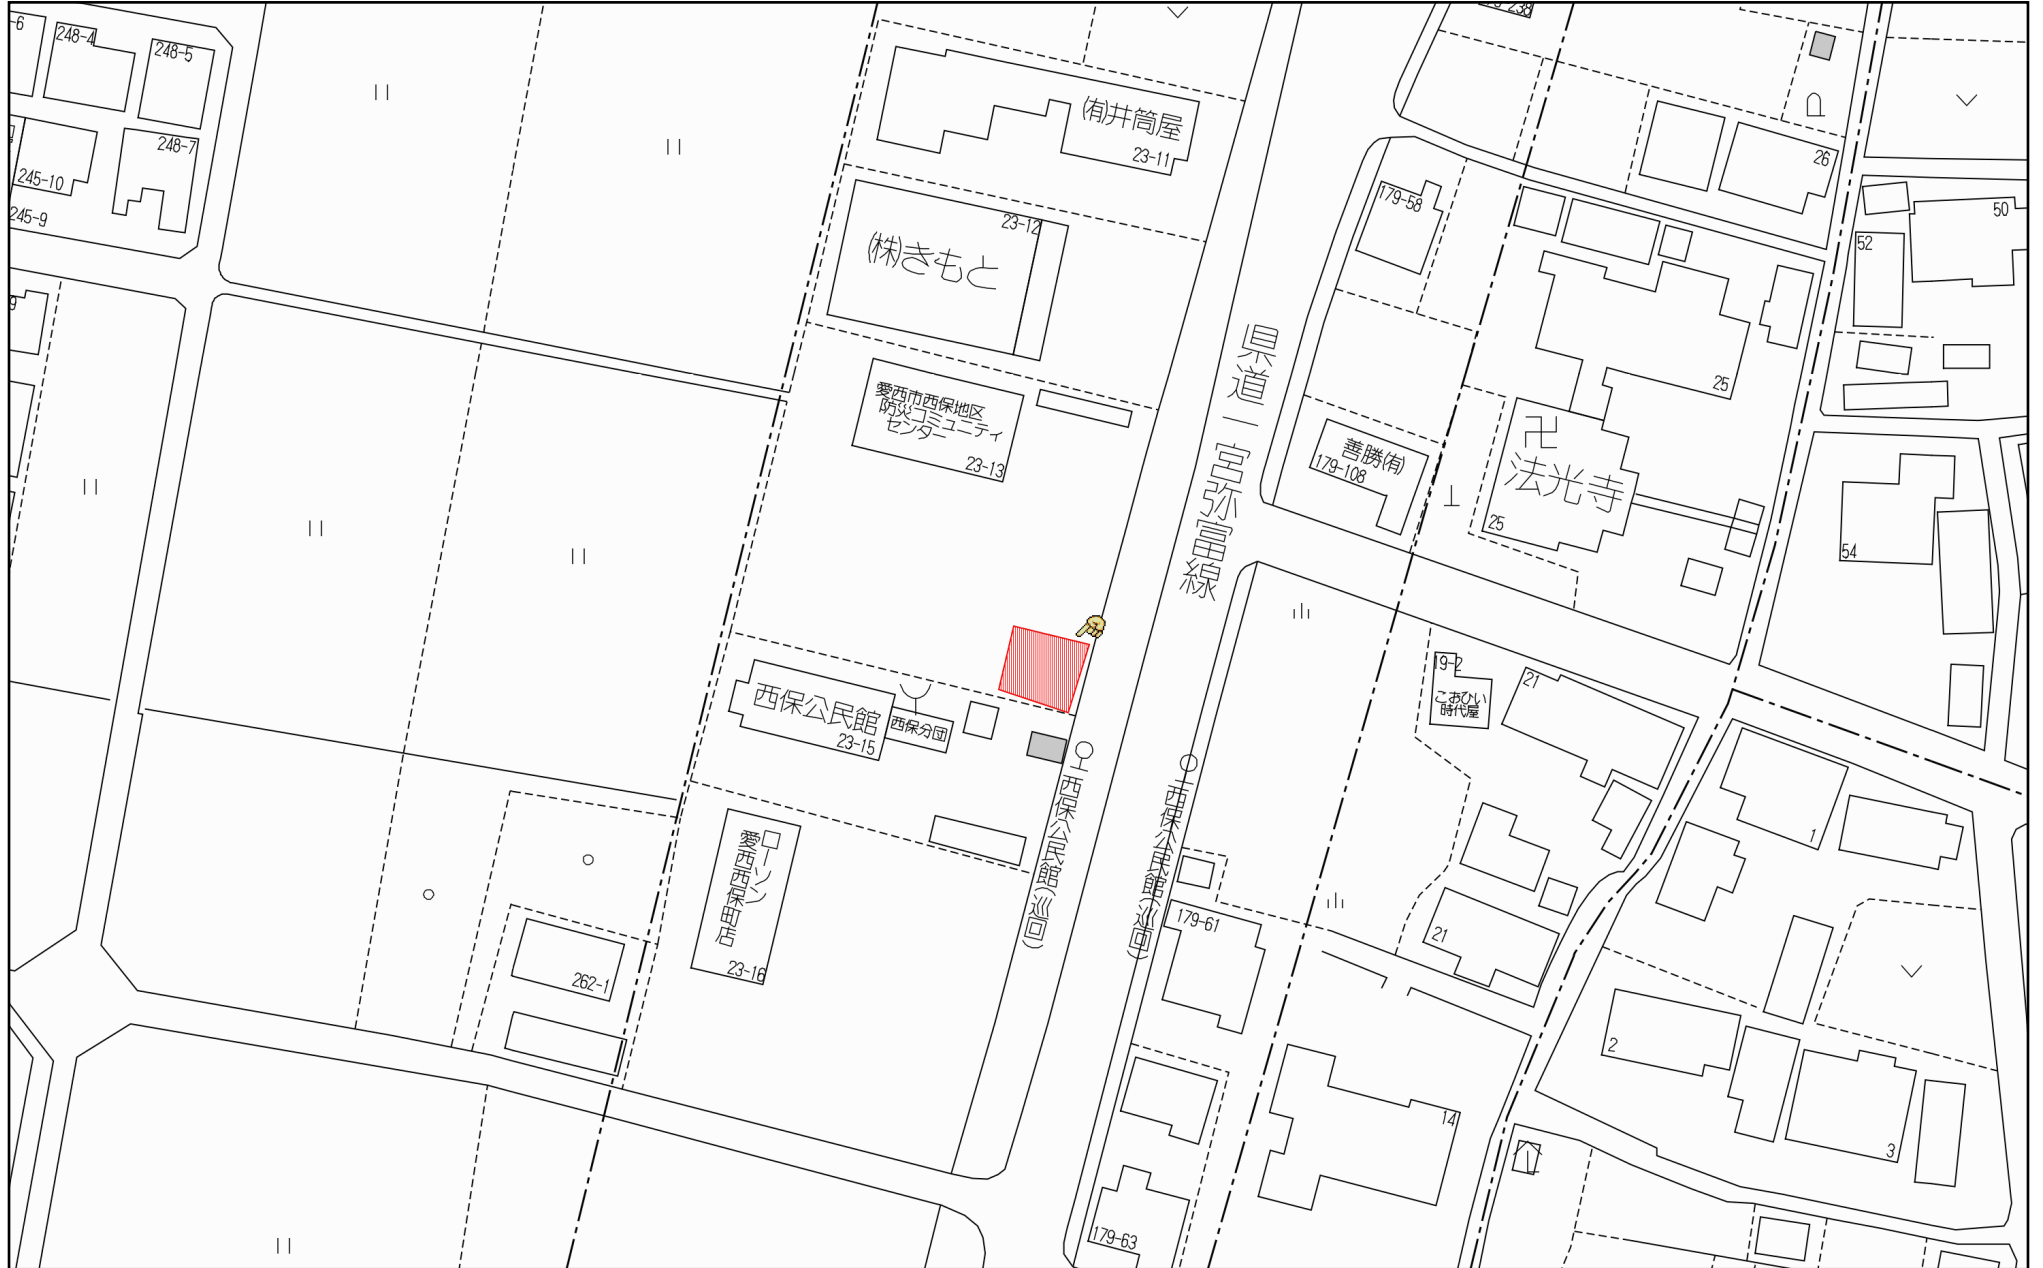 -6
248-4
248-5
248-7
245-10
245-9
9
㈲井筒屋
23-11
23-12
㈱きもと
愛西市西保地区
防災コミュニティ
センター
23-13
県道一宮弥富線
179-58
善勝㈲
179-108
卍
法光寺
25
25
26
50
52
54
西保公民館
23-15
西保分団
西保公民館(巡回)
西保公民館(巡回)
ローソン
愛西西保町店
23-16
262-1
19-2
こおひい
時代屋
21
21
179-61
179-63
14
1
2
3